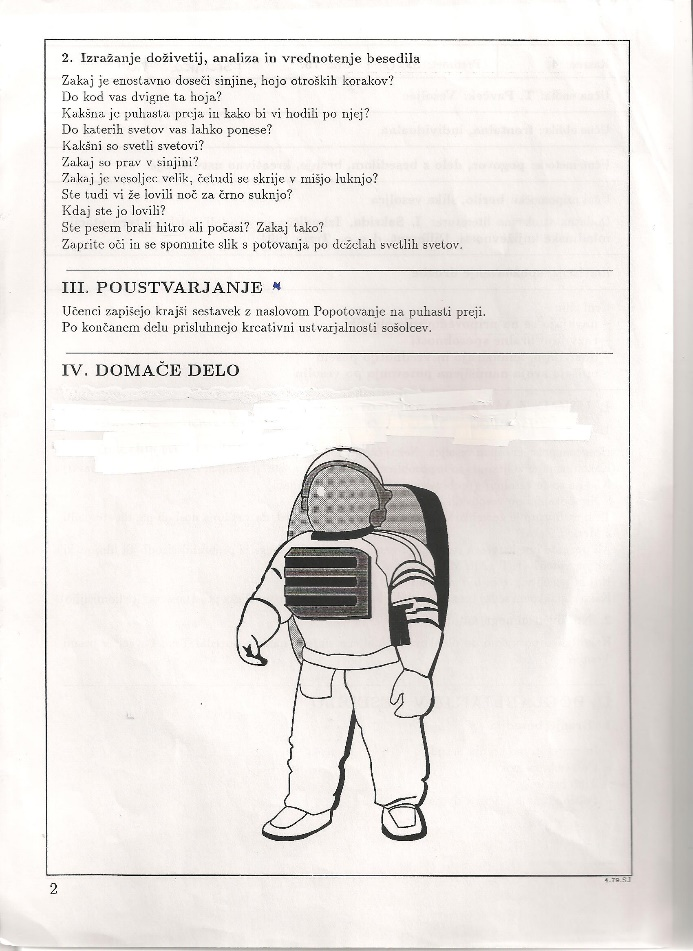 2. Izražanje doživetij, analiza in vrednotenje besedila
Zakaj je enostavno doseči sinjine, hojo otroških korakov?
Do kod vas dvigne ta hoja?
Kakšna je puhasta preja in kako bi vi hodili po njej?
Do katerih svetov vas lahko ponese?
Kakšni so svetli svetovi?
Zakaj so prav v sinjini?
Zakaj je vesoljec velik, četudi se skrije v mišjo luknjo?
Ste tudi vi že lovili noč za črno suknjo?
Kdaj ste jo lovili?
Ste pesem brali hitro ali počasi? Zakaj tako?
Zaprite oči in se spomnite slik s potovanja po deželah svetlih svetov.
III. POUSTVARJANJE
Učenci zapišejo krajši sestavek z naslovom Popotovanje na puhasti preji.
Po končanem delu prisluhnejo kreativni ustvarjalnosti sošolcev.
IV. DOMAČE DELO
4.79.SJ
2